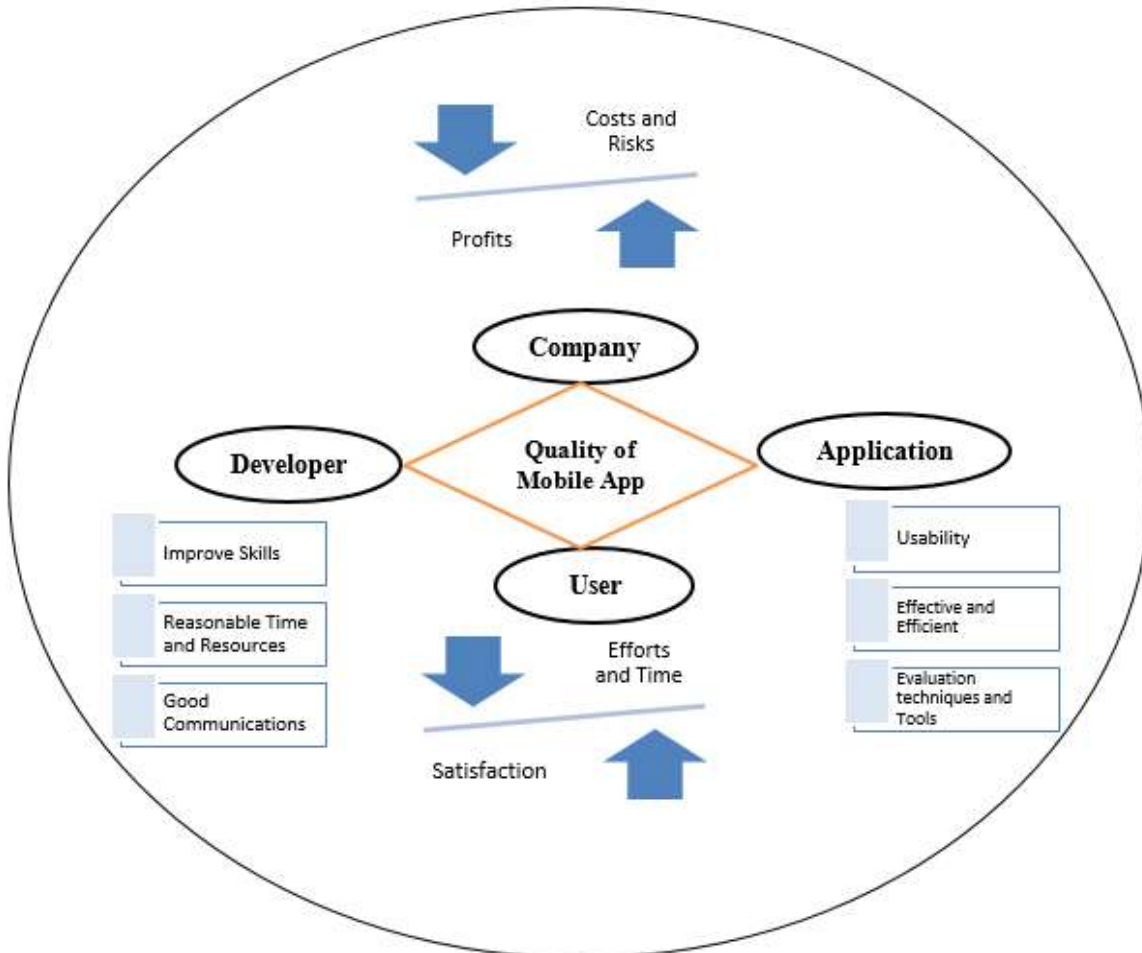 Costs and
Risks
Profits
Company
Developer
Quality of
Mobile App
Application
User
Improve Skills
Reasonable Time
and Resources
Good
Communications
Efforts
and Time
Satisfaction
Usability
Effective and
Efficient
Evaluation
techniques and
Tools